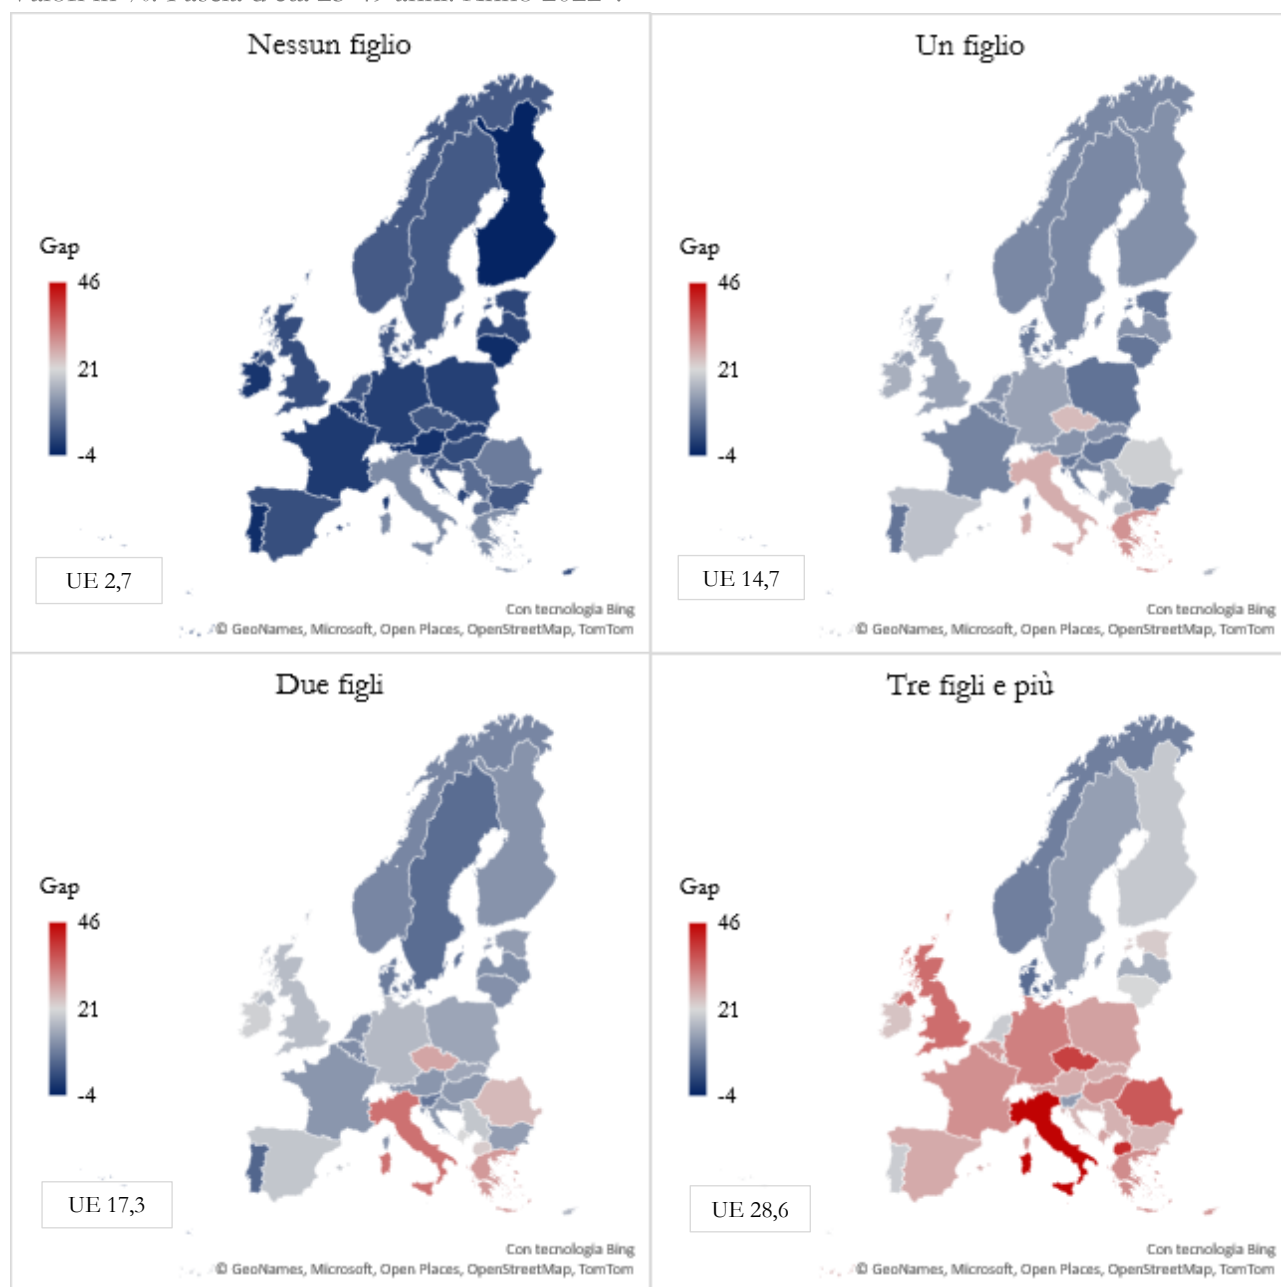 Nessun figlio
Gap
46
21
-4
UE 2,7
Con tecnologia Bing
© GeoNames, Microsoft, Open Places, OpenStreetMap, TomTom
Un figlio
Gap
46
21
-4
UE 14,7
Con tecnologia Bing
© GeoNames, Microsoft, Open Places, OpenStreetMap, TomTom
Due figli
Gap
46
21
-4
UE 17,3
Con tecnologia Bing
© GeoNames, Microsoft, Open Places, OpenStreetMap, TomTom
Tre figli e più
Gap
46
21
-4
UE 28,6
Con tecnologia Bing
© GeoNames, Microsoft, Open Places, OpenStreetMap, TomTom